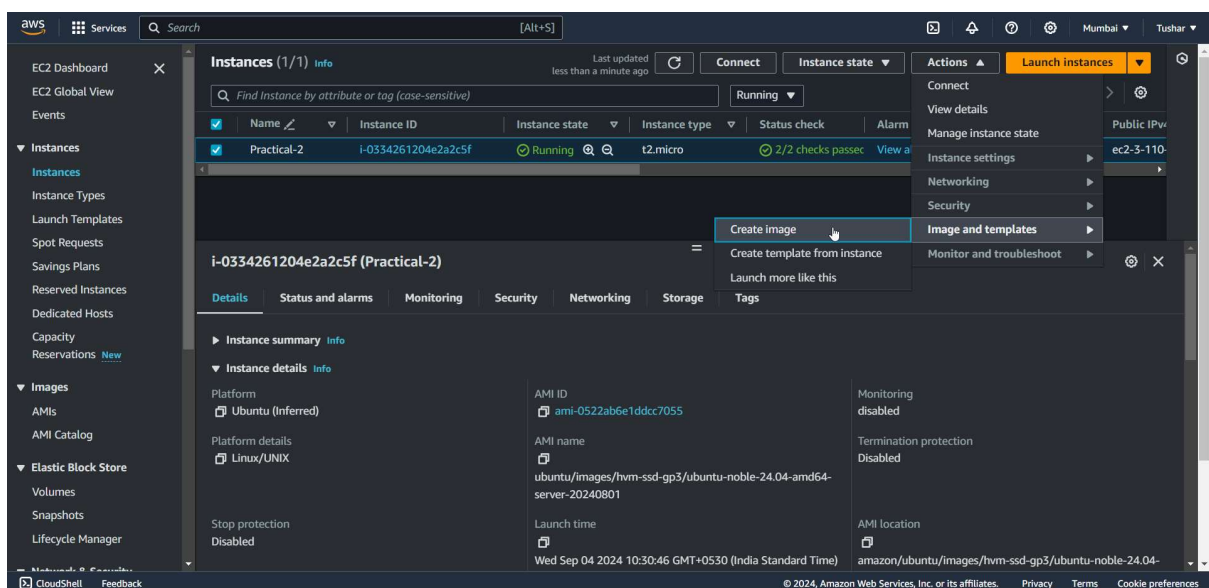 aws Services Search [Alt+S] Mumbai Tushar
EC2 Dashboard
EC2 Global View
Events
Instances
Instances
Instance Types
Launch Templates
Spot Requests
Savings Plans
Reserved Instances
Dedicated Hosts
Capacity
Reservations New
Images
AMIs
AMI Catalog
Elastic Block Store
Volumes
Snapshots
Lifecycle Manager
Network & Security
Instances (1/1) Info
Last updated
less than a minute ago
Connect Instance state Actions Launch instances
Find Instance by attribute or tag (case-sensitive) Running
Name Instance ID Instance state Instance type Status check Alarm Public IPv4
Practical-2 i-0334261204e2a2c5f Running t2.micro 2/2 checks passec View a ec2-3-110-
Connect
View details
Manage instance state
Instance settings
Networking
Security
Image and templates
Monitor and troubleshoot
Create image
Create template from instance
Launch more like this
i-0334261204e2a2c5f (Practical-2)
Details Status and alarms Monitoring Security Networking Storage Tags
Instance summary Info
Instance details Info
Platform
Ubuntu (Inferred)
AMI ID
ami-0522ab6e1ddcc7055
Monitoring
disabled
Platform details
Linux/UNIX
AMI name
ubuntu/images/hvm-ssd-gp3/ubuntu-noble-24.04-amd64-
server-20240801
Termination protection
Disabled
Stop protection
Disabled
Launch time
Wed Sep 04 2024 10:30:46 GMT+0530 (India Standard Time)
AMI location
amazon/ubuntu/images/hvm-ssd-gp3/ubuntu-noble-24.04-
CloudShell Feedback © 2024, Amazon Web Services, Inc. or its affiliates. Privacy Terms Cookie preferences